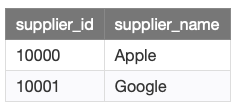 supplier_id supplier_name
10000 Apple
10001 Google